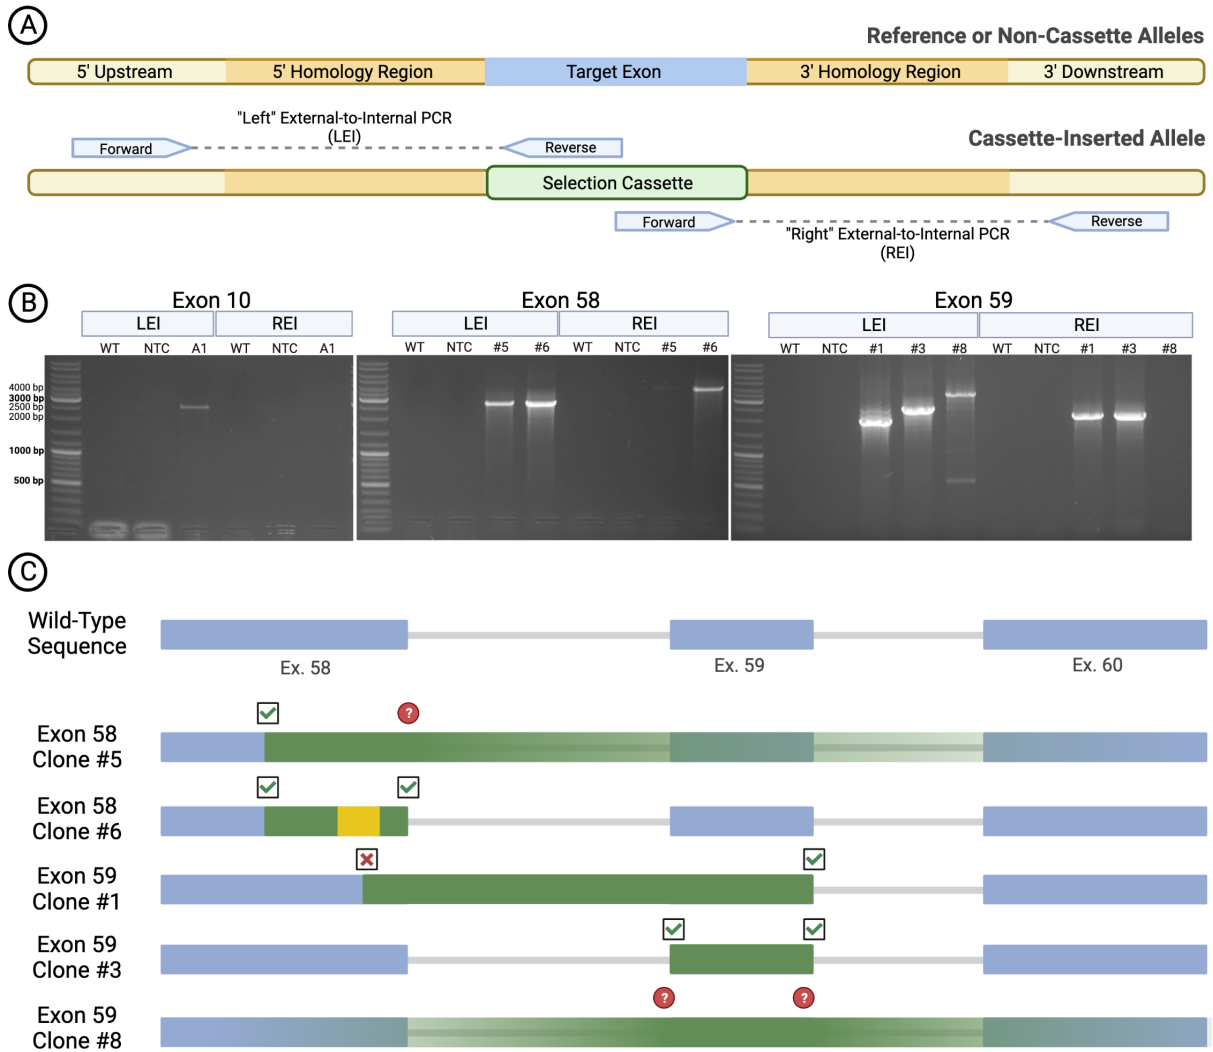 A
Reference or Non-Cassette Alleles
5' Upstream 5' Homology Region Target Exon 3' Homology Region 3' Downstream
"Left" External-to-Internal PCR
(LEI)
Forward Reverse
Cassette-Inserted Allele
Selection Cassette
Forward Reverse
"Right" External-to-Internal PCR
(REI)
B
Exon 10 Exon 58 Exon 59
LEI REI LEI REI LEI REI
WT NTC A1 WT NTC A1 WT NTC #5 #6 WT NTC #5 #6 WT NTC #1 #3 #8 WT NTC #1 #3 #8
4000 bp
3000 bp
2500 bp
2000 bp
1000 bp
500 bp
C
Wild-Type
Sequence
Ex. 58 Ex. 59 Ex. 60
?
Exon 58
Clone #5
Exon 58
Clone #6
Exon 59
Clone #1
Exon 59
Clone #3
? ?
Exon 59
Clone #8